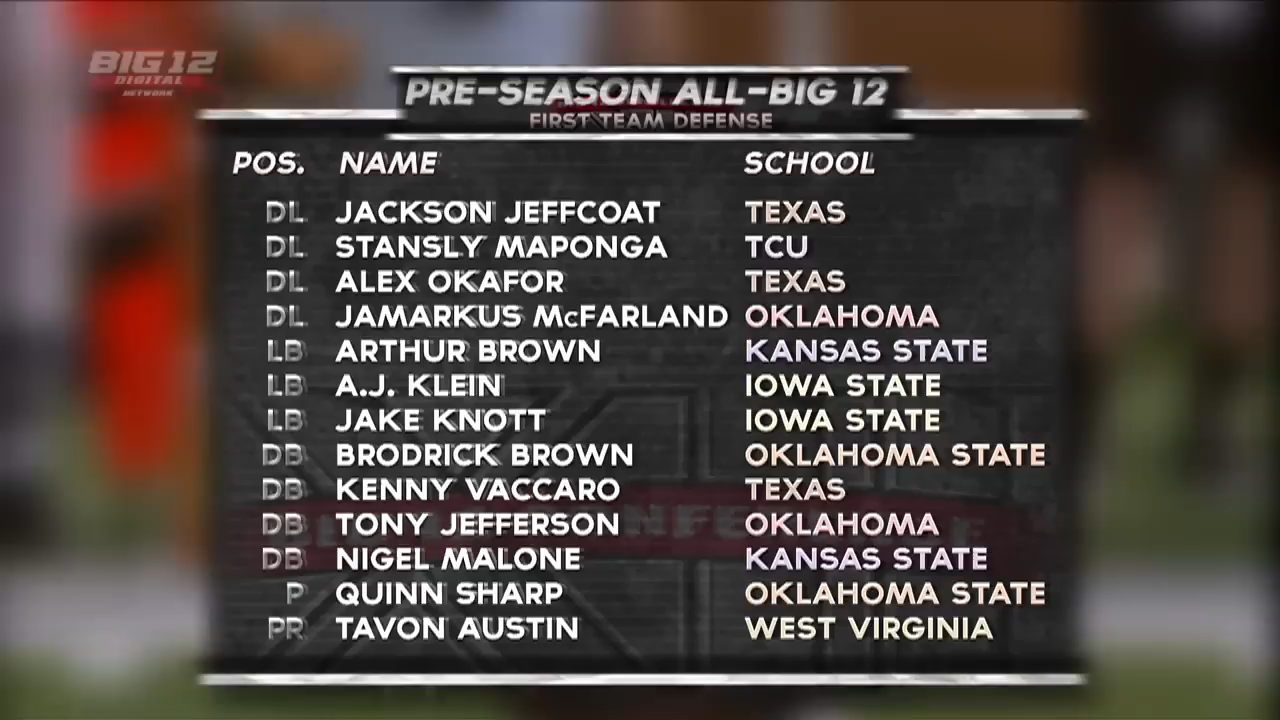 BIG 12
DIGITAL
NETWORK
PRE-SEASON ALL-BIG 12
FIRST TEAM DEFENSE
POS. NAME SCHOOL
DL JACKSON JEFFCOAT TEXAS
DL STANSLY MAPONGA TCU
DL ALEX OKAFOR TEXAS
DL JAMARKUS McFARLAND OKLAHOMA
LB ARTHUR BROWN KANSAS STATE
LB A.J. KLEIN IOWA STATE
LB JAKE KNOTT IOWA STATE
DB BRODRICK BROWN OKLAHOMA STATE
DB KENNY VACCARO TEXAS
DB TONY JEFFERSON OKLAHOMA
DB NIGEL MALONE KANSAS STATE
P QUINN SHARP OKLAHOMA STATE
PR TAVON AUSTIN WEST VIRGINIA